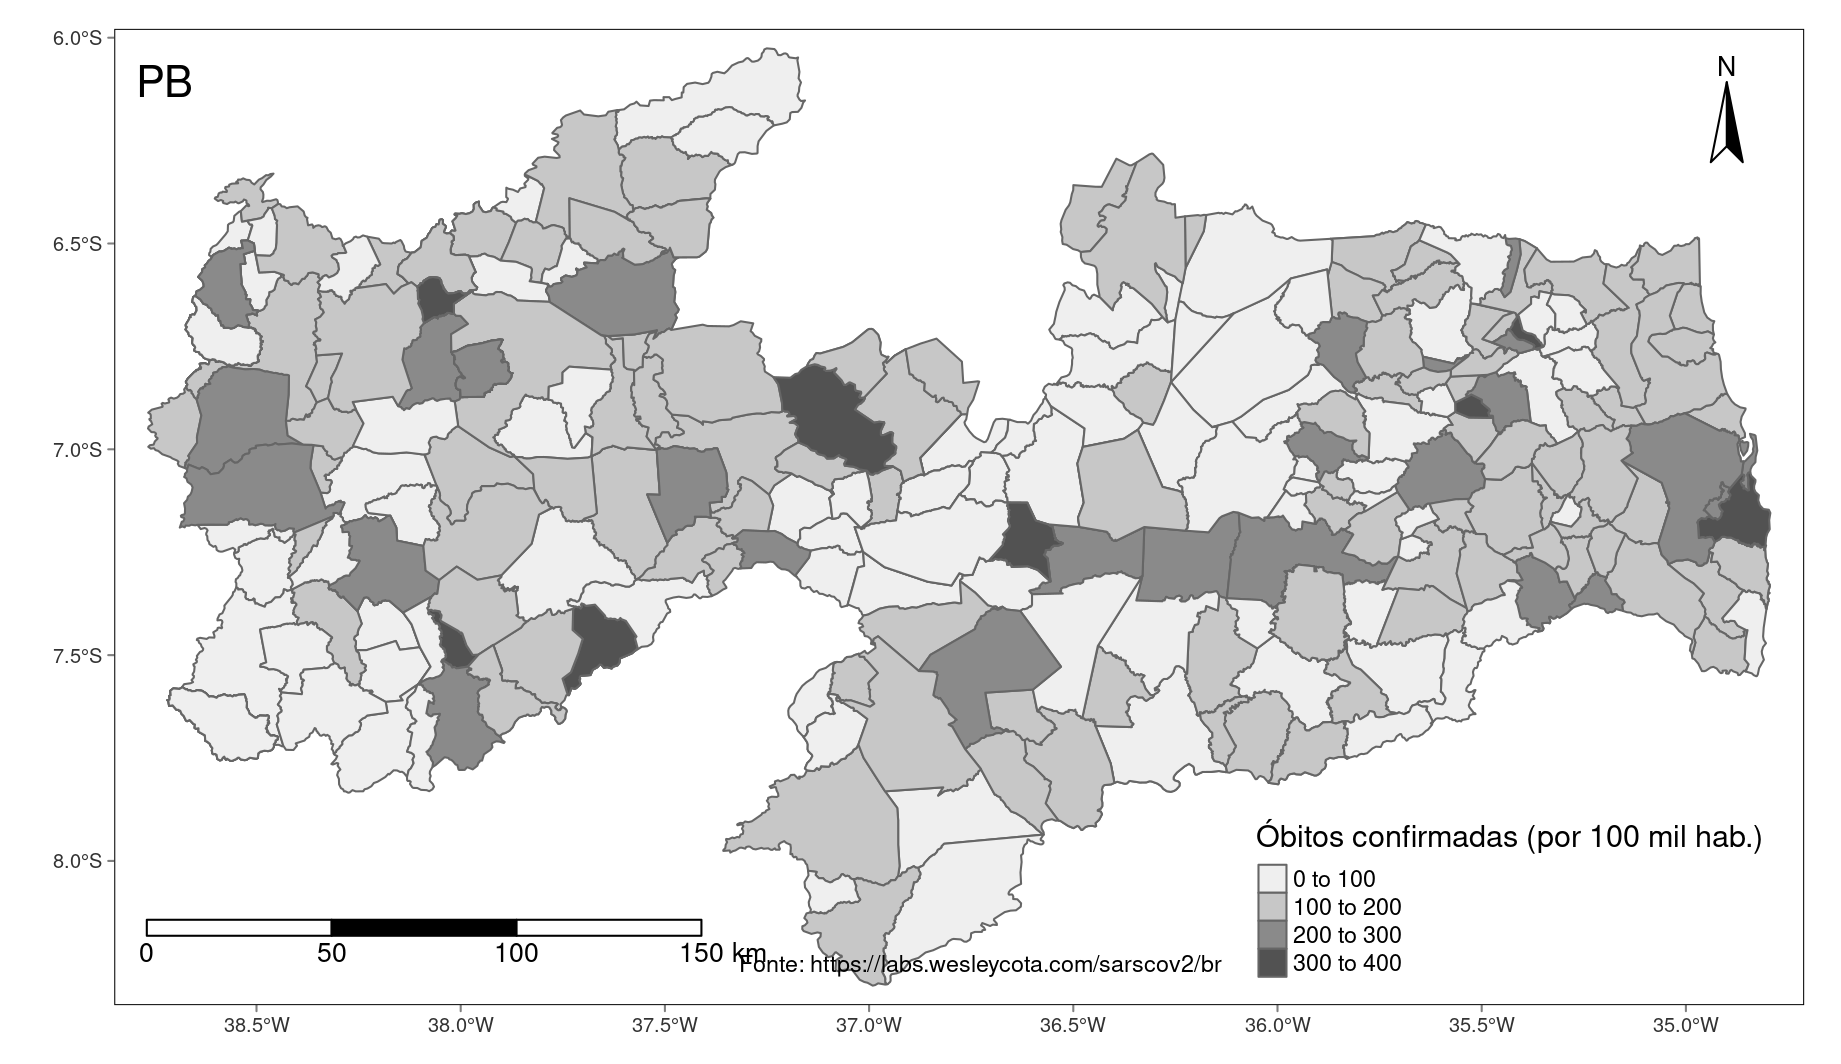 PB
N
6.0°S
6.5°S
7.0°S
7.5°S
8.0°S
Óbitos confirmadas (por 100 mil hab.)
0 to 100
100 to 200
200 to 300
300 to 400
0 50 100 150 km
Fonte: https://labs.wesleycota.com/sarscov2/br
38.5°W 38.0°W 37.5°W 37.0°W 36.5°W 36.0°W 35.5°W 35.0°W